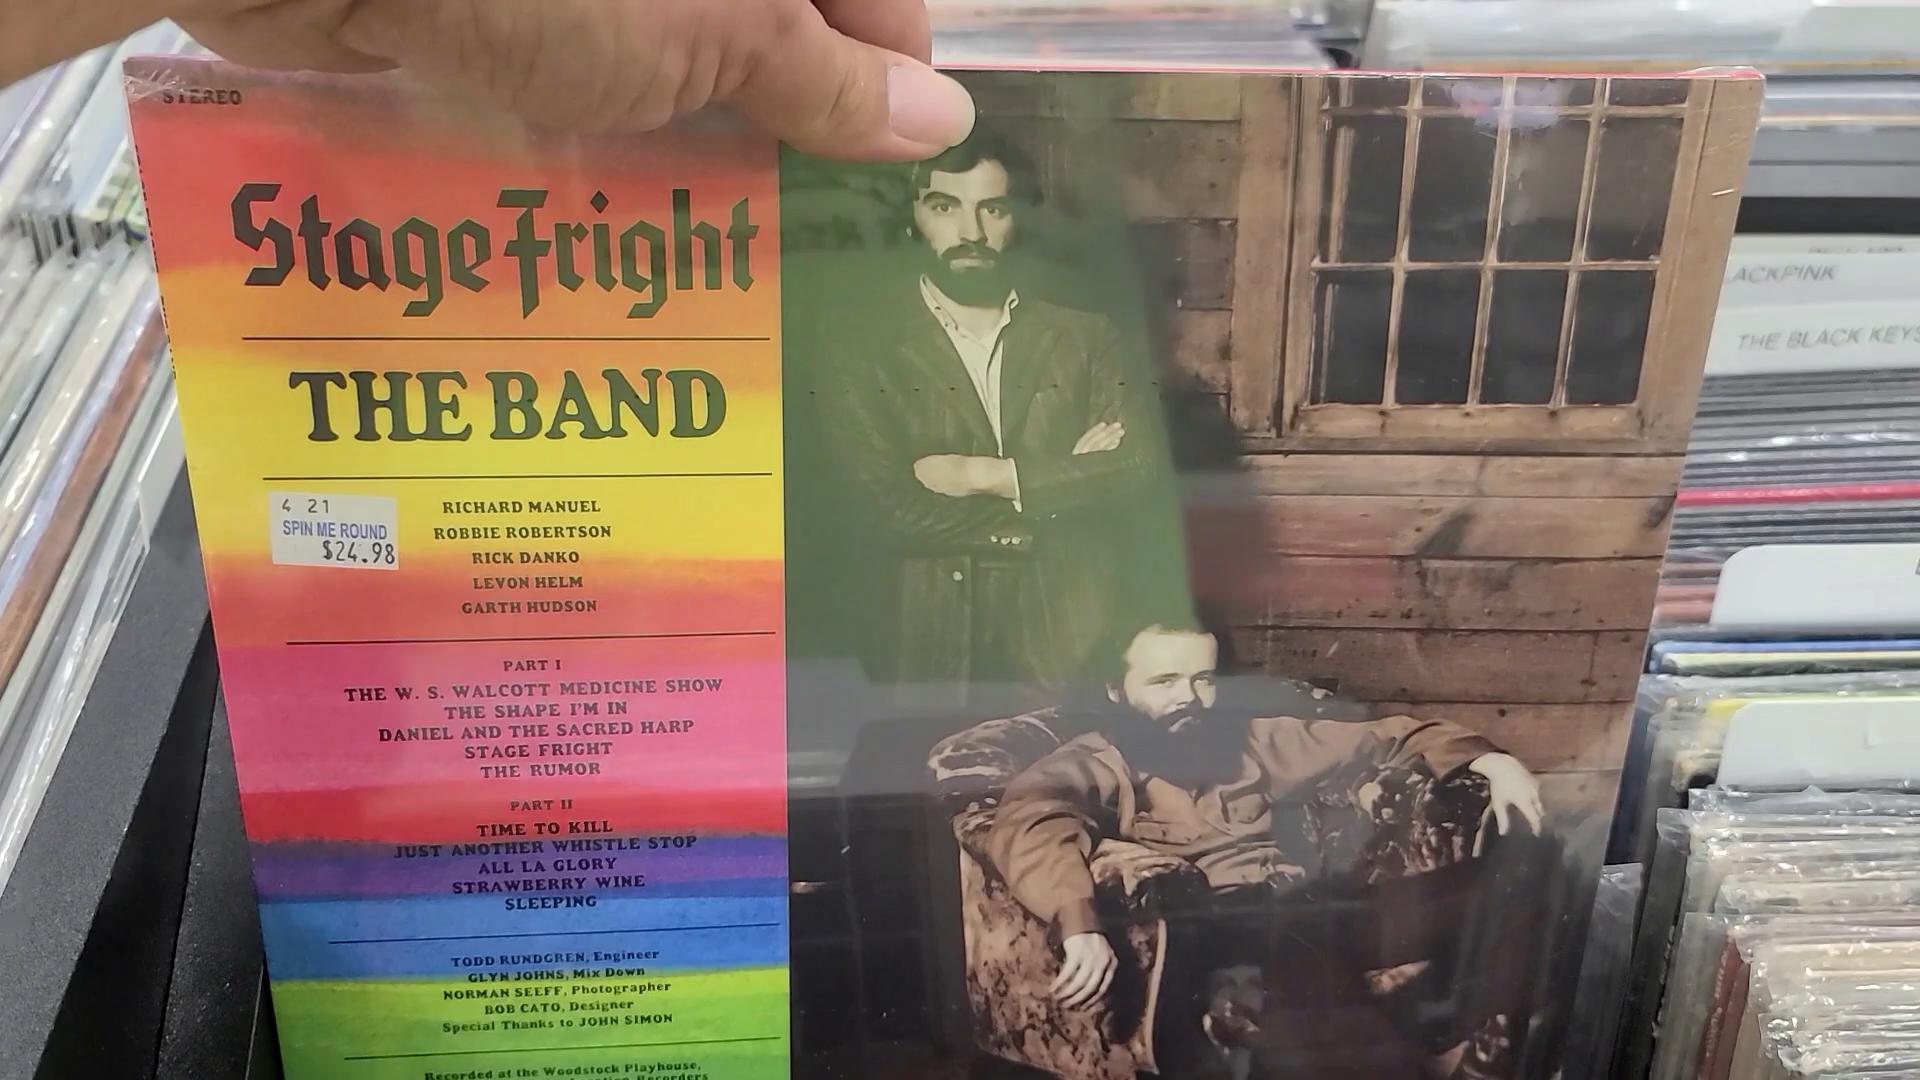 STEREO
Stage Fright
THE BAND
4 21
SPIN ME ROUND
$24.98
RICHARD MANUEL
ROBBIE ROBERTSON
RICK DANKO
LEVON HELM
GARTH HUDSON
PART I
THE W. S. WALCOTT MEDICINE SHOW
THE SHAPE I'M IN
DANIEL AND THE SACRED HARP
STAGE FRIGHT
THE RUMOR
PART II
TIME TO KILL
JUST ANOTHER WHISTLE STOP
ALL LA GLORY
STRAWBERRY WINE
SLEEPING
TODD RUNDGREN, Engineer
GLYN JOHNS, Mix Down
NORMAN SEEFF, Photographer
BOB CATO, Designer
Special Thanks to JOHN SIMON
Recorded at the Woodstock Playhouse,
Recorders
ACKPINK
THE BLACK KEYS